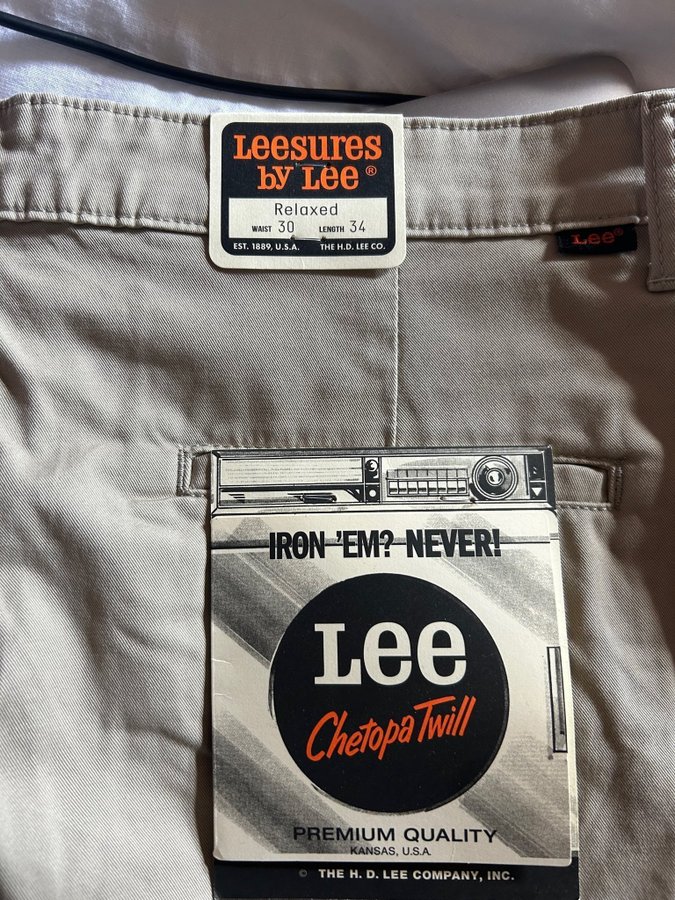 Leesures
by Lee ®
Relaxed
WAIST 30 LENGTH 34
EST. 1889, U.S.A. THE H.D. LEE CO.
Lee®
IRON 'EM? NEVER!
Lee
Chetopa Twill
PREMIUM QUALITY
KANSAS, U.S.A.
© THE H. D. LEE COMPANY, INC.